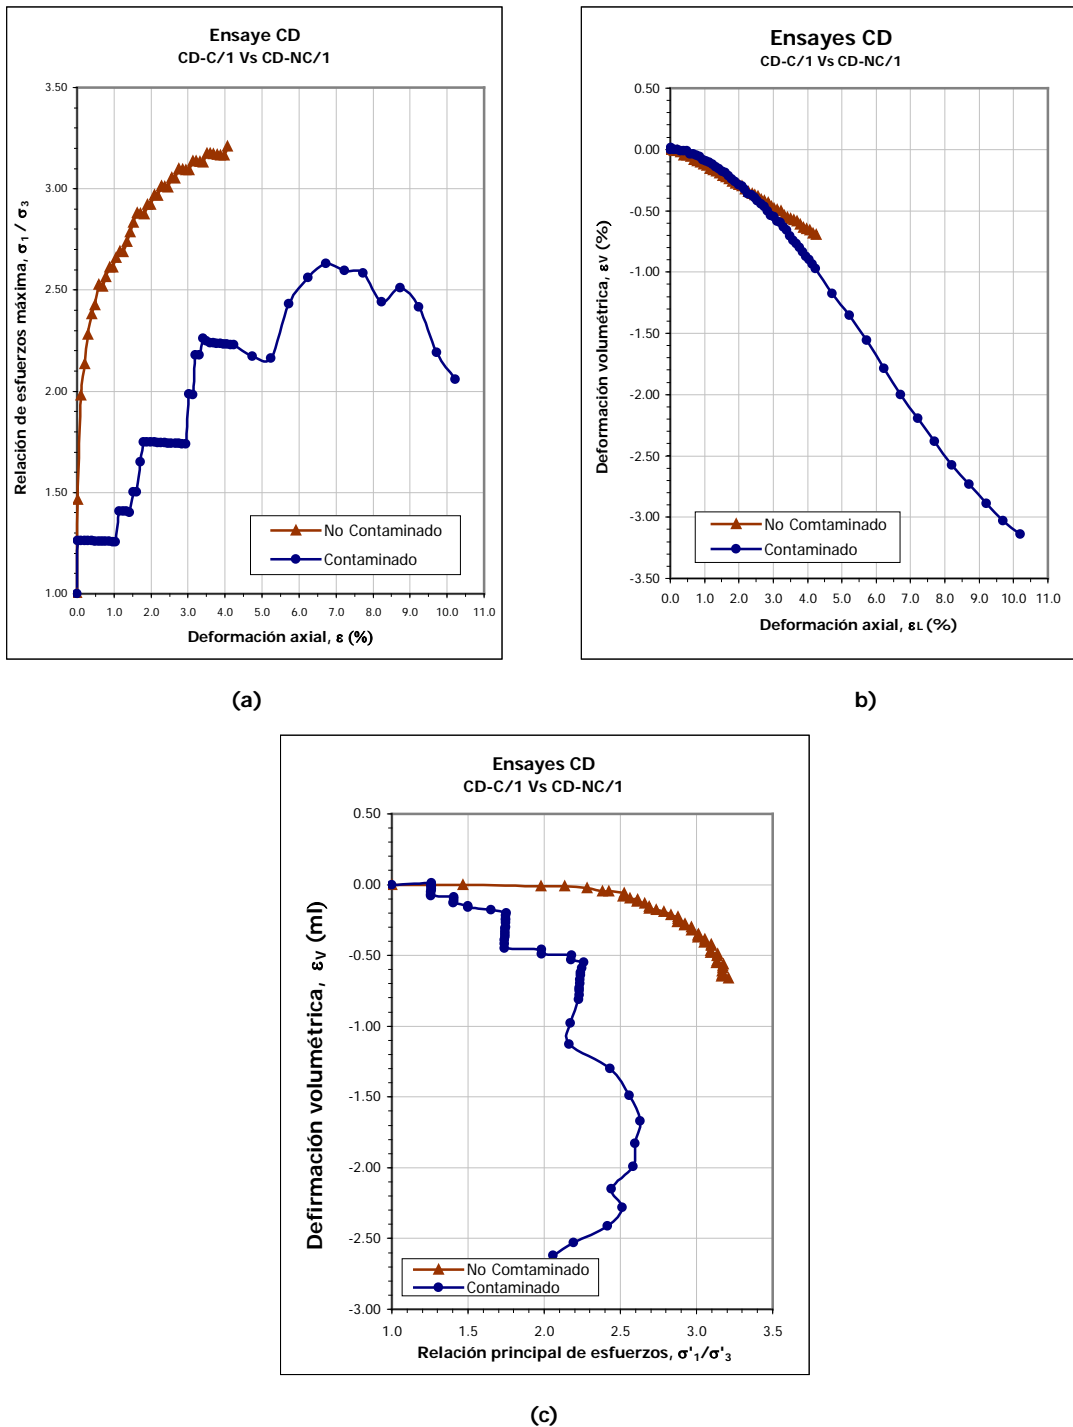 Ensaye CD
CD-C/1 Vs CD-NC/1
Relación de esfuerzos máxima, σ1 / σ3
3.50
3.00
2.50
2.00
1.50
1.00
0.0 1.0 2.0 3.0 4.0 5.0 6.0 7.0 8.0 9.0 10.0 11.0
Deformación axial, ε (%)
No Comtaminado
Contaminado
(a)
Ensayes CD
CD-C/1 Vs CD-NC/1
Deformación volumétrica, εV (%)
0.50
0.00
-0.50
-1.00
-1.50
-2.00
-2.50
-3.00
-3.50
0.0 1.0 2.0 3.0 4.0 5.0 6.0 7.0 8.0 9.0 10.0 11.0
Deformación axial, εL (%)
No Comtaminado
Contaminado
b)
Ensayes CD
CD-C/1 Vs CD-NC/1
Defirmación volumétrica, εV (ml)
0.50
0.00
-0.50
-1.00
-1.50
-2.00
-2.50
-3.00
1.0 1.5 2.0 2.5 3.0 3.5
Relación principal de esfuerzos, σ'1/σ'3
No Comtaminado
Contaminado
(c)